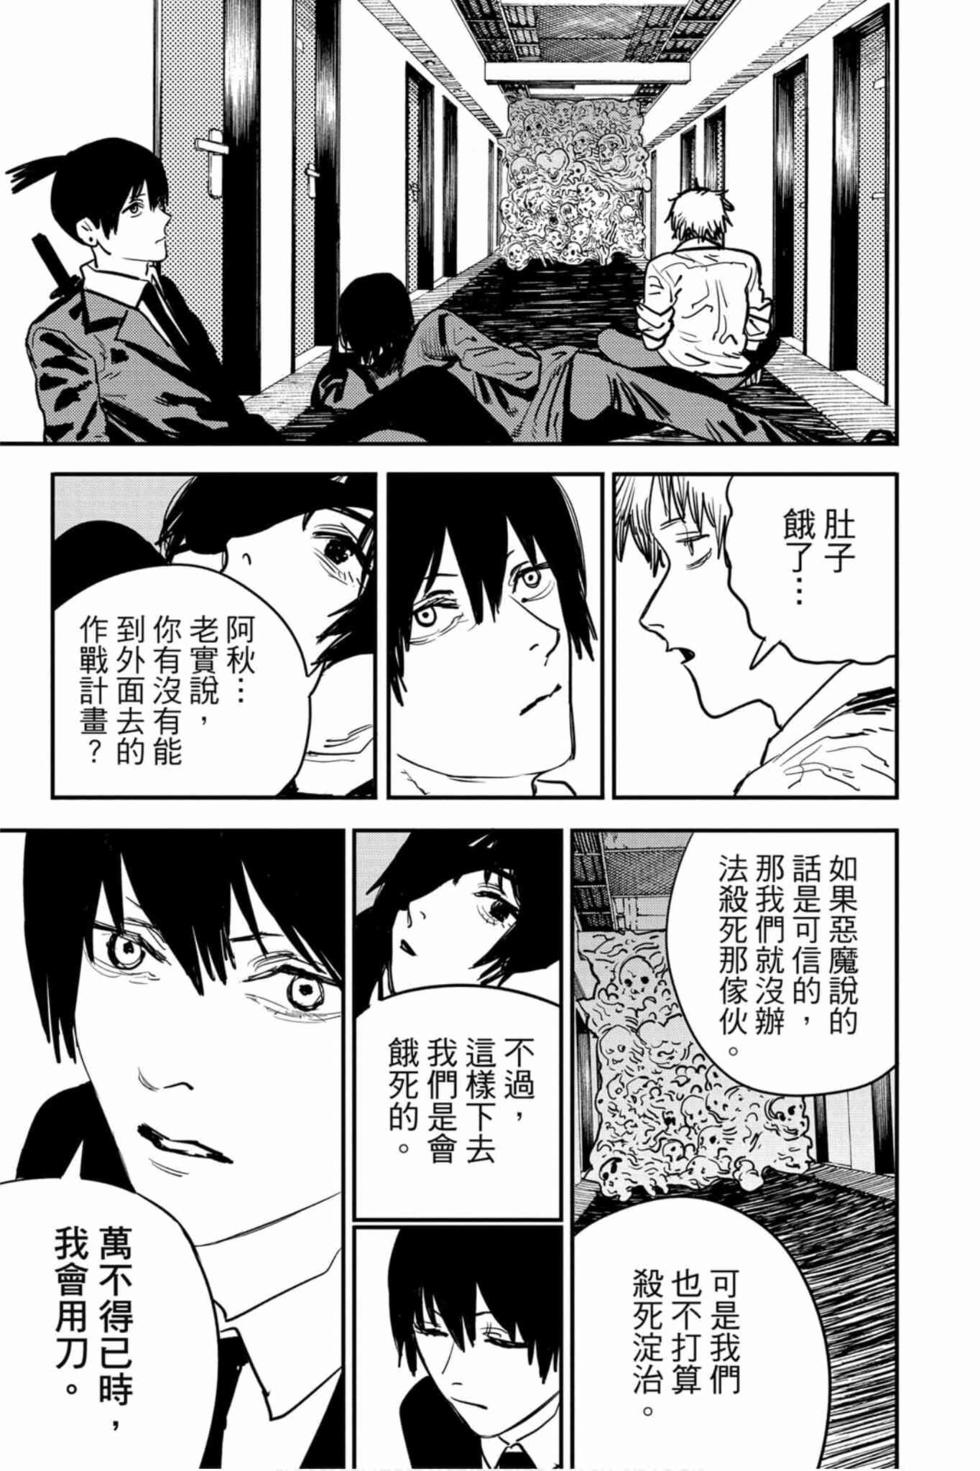 肚子
餓了…
阿秋…
老實說，
你有沒有能
到外面去的
作戰計畫？
如果惡魔說的
話是可信的，
那我們就沒辦
法殺死那傢伙。
可是我們
也不打算
殺死淀治。
不過，
這樣下去
我們是會
餓死的。
萬不得已時，
我會用刀。